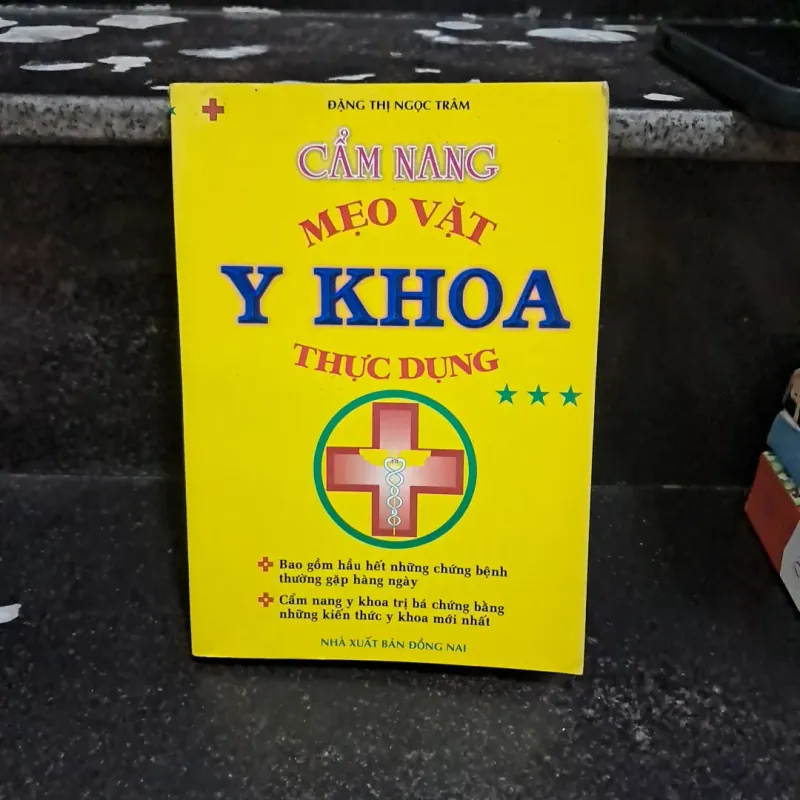 ĐẶNG THỊ NGỌC TRÂM
CẨM NANG
MẸO VẶT
Y KHOA
THỰC DỤNG
Bao gồm hầu hết những chứng bệnh
thường gặp hàng ngày
Cẩm nang y khoa trị bá chứng bằng
những kiến thức y khoa mới nhất
NHÀ XUẤT BẢN ĐỒNG NAI